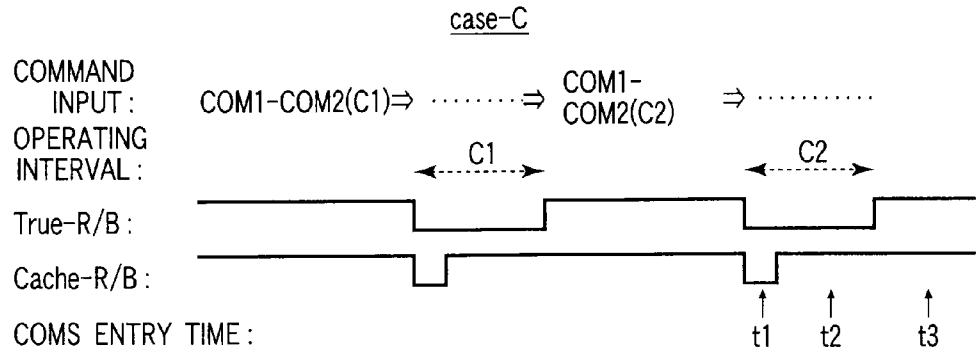 case-C
COMMAND INPUT : COM1-COM2(C1)⇒ ········⇒ COM1-COM2(C2) ⇒ ·········
OPERATING INTERVAL : C1 C2
True-R/B :
Cache-R/B :
COMS ENTRY TIME : t1 t2 t3